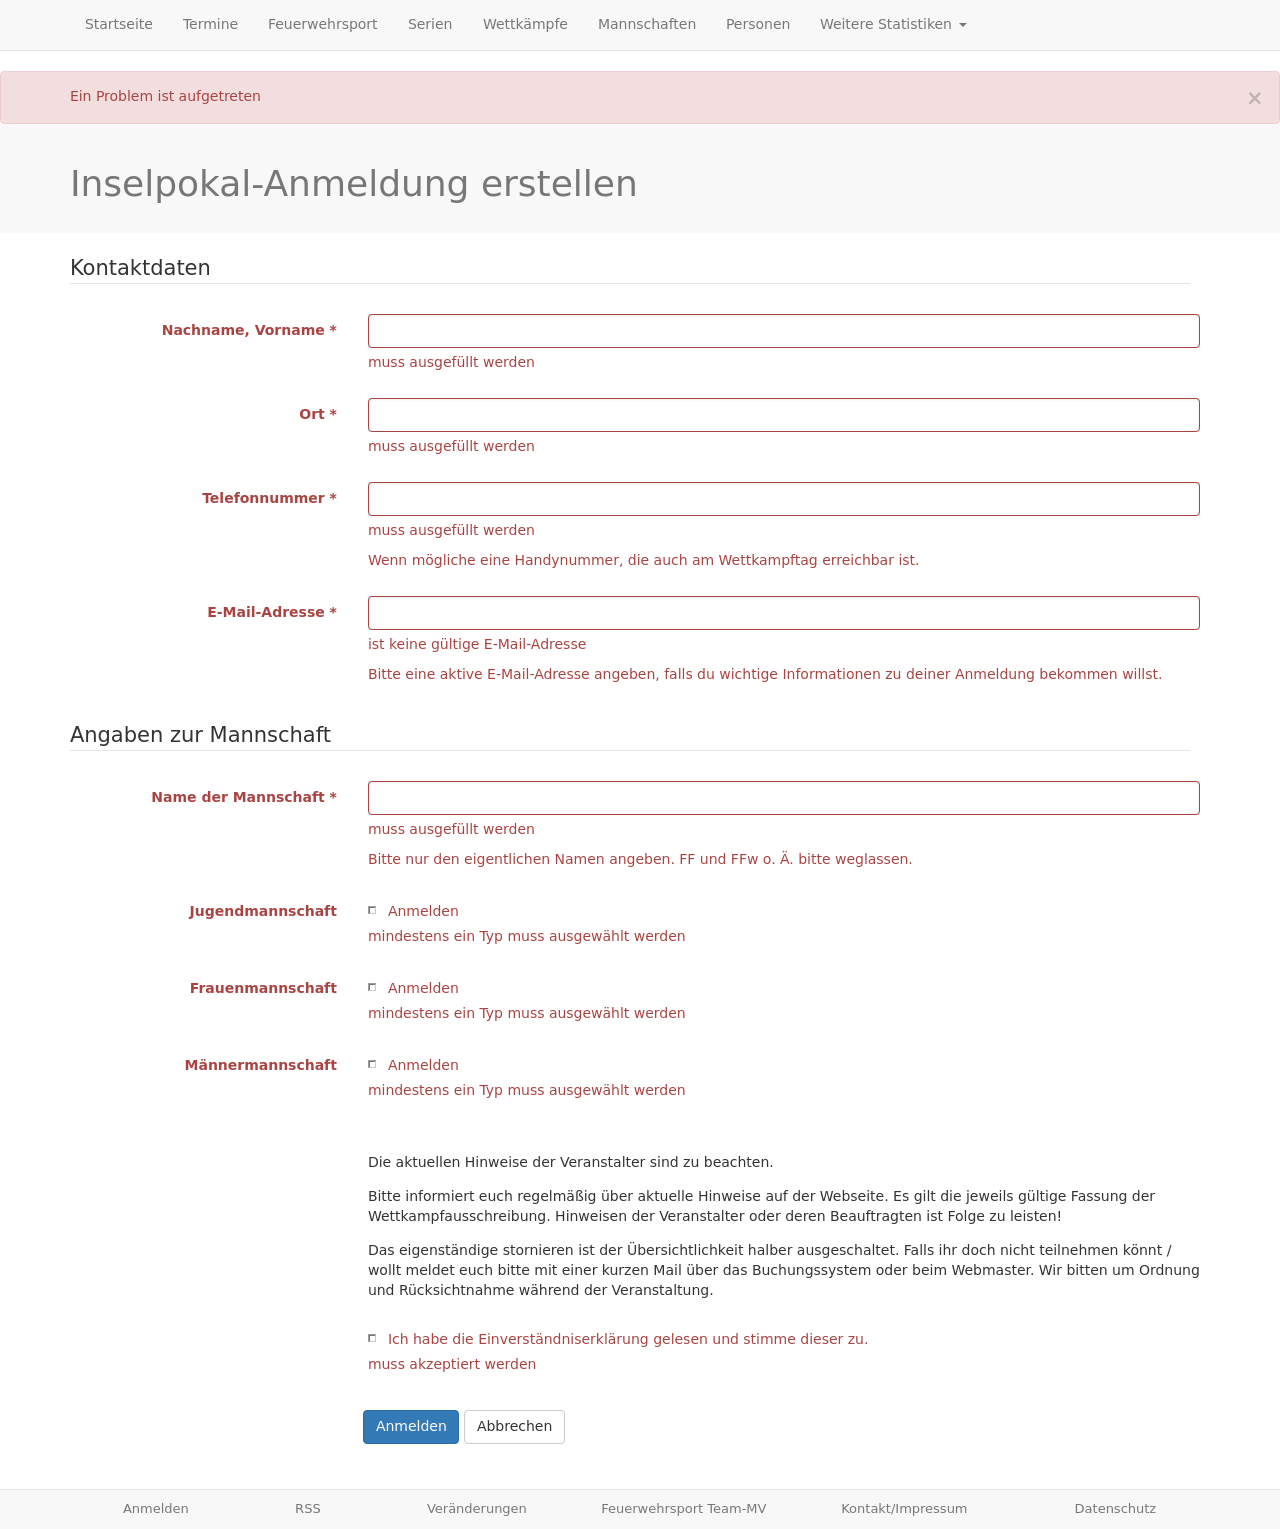 Startseite Termine Feuerwehrsport Serien Wettkämpfe Mannschaften Personen Weitere Statistiken
Ein Problem ist aufgetreten ×
Inselpokal-Anmeldung erstellen
Kontaktdaten
Nachname, Vorname *
muss ausgefüllt werden
Ort *
muss ausgefüllt werden
Telefonnummer *
muss ausgefüllt werden
Wenn mögliche eine Handynummer, die auch am Wettkampftag erreichbar ist.
E-Mail-Adresse *
ist keine gültige E-Mail-Adresse
Bitte eine aktive E-Mail-Adresse angeben, falls du wichtige Informationen zu deiner Anmeldung bekommen willst.
Angaben zur Mannschaft
Name der Mannschaft *
muss ausgefüllt werden
Bitte nur den eigentlichen Namen angeben. FF und FFw o. Ä. bitte weglassen.
Jugendmannschaft Anmelden
mindestens ein Typ muss ausgewählt werden
Frauenmannschaft Anmelden
mindestens ein Typ muss ausgewählt werden
Männermannschaft Anmelden
mindestens ein Typ muss ausgewählt werden
Die aktuellen Hinweise der Veranstalter sind zu beachten.
Bitte informiert euch regelmäßig über aktuelle Hinweise auf der Webseite. Es gilt die jeweils gültige Fassung der
Wettkampfausschreibung. Hinweisen der Veranstalter oder deren Beauftragten ist Folge zu leisten!
Das eigenständige stornieren ist der Übersichtlichkeit halber ausgeschaltet. Falls ihr doch nicht teilnehmen könnt /
wollt meldet euch bitte mit einer kurzen Mail über das Buchungssystem oder beim Webmaster. Wir bitten um Ordnung
und Rücksichtnahme während der Veranstaltung.
Ich habe die Einverständniserklärung gelesen und stimme dieser zu.
muss akzeptiert werden
Anmelden Abbrechen
Anmelden RSS Veränderungen Feuerwehrsport Team-MV Kontakt/Impressum Datenschutz